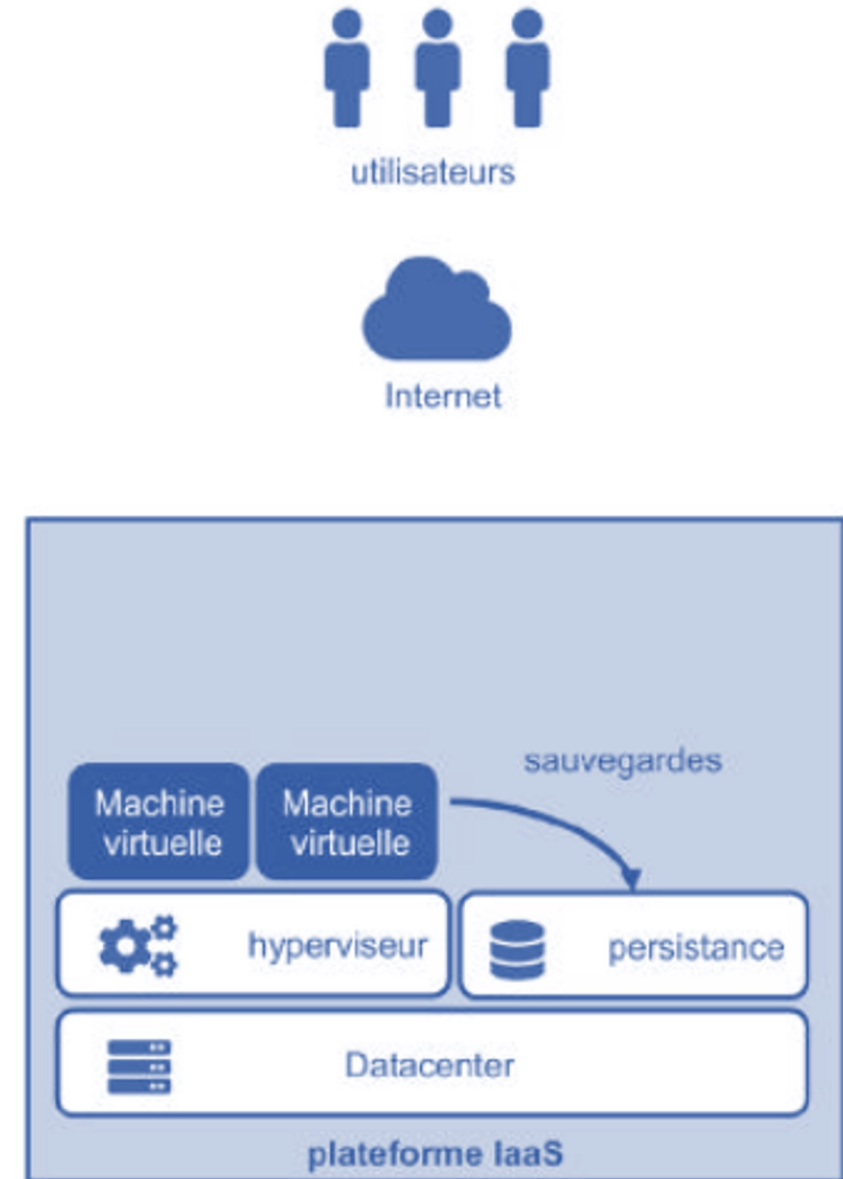 utilisateurs
Internet
sauvegardes
Machine
virtuelle
Machine
virtuelle
hyperviseur
persistance
Datacenter
plateforme IaaS